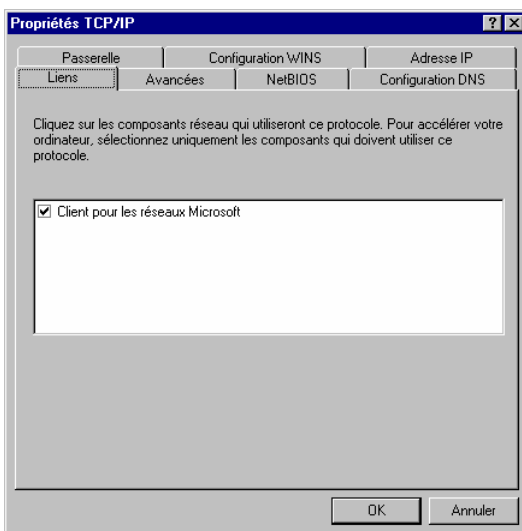 Propriétés TCP/IP
Passerelle Configuration WINS Adresse IP
Liens Avancées NetBIOS Configuration DNS
Cliquez sur les composants réseau qui utiliseront ce protocole. Pour accélérer votre
ordinateur, sélectionnez uniquement les composants qui doivent utiliser ce
protocole.
Client pour les réseaux Microsoft
OK Annuler